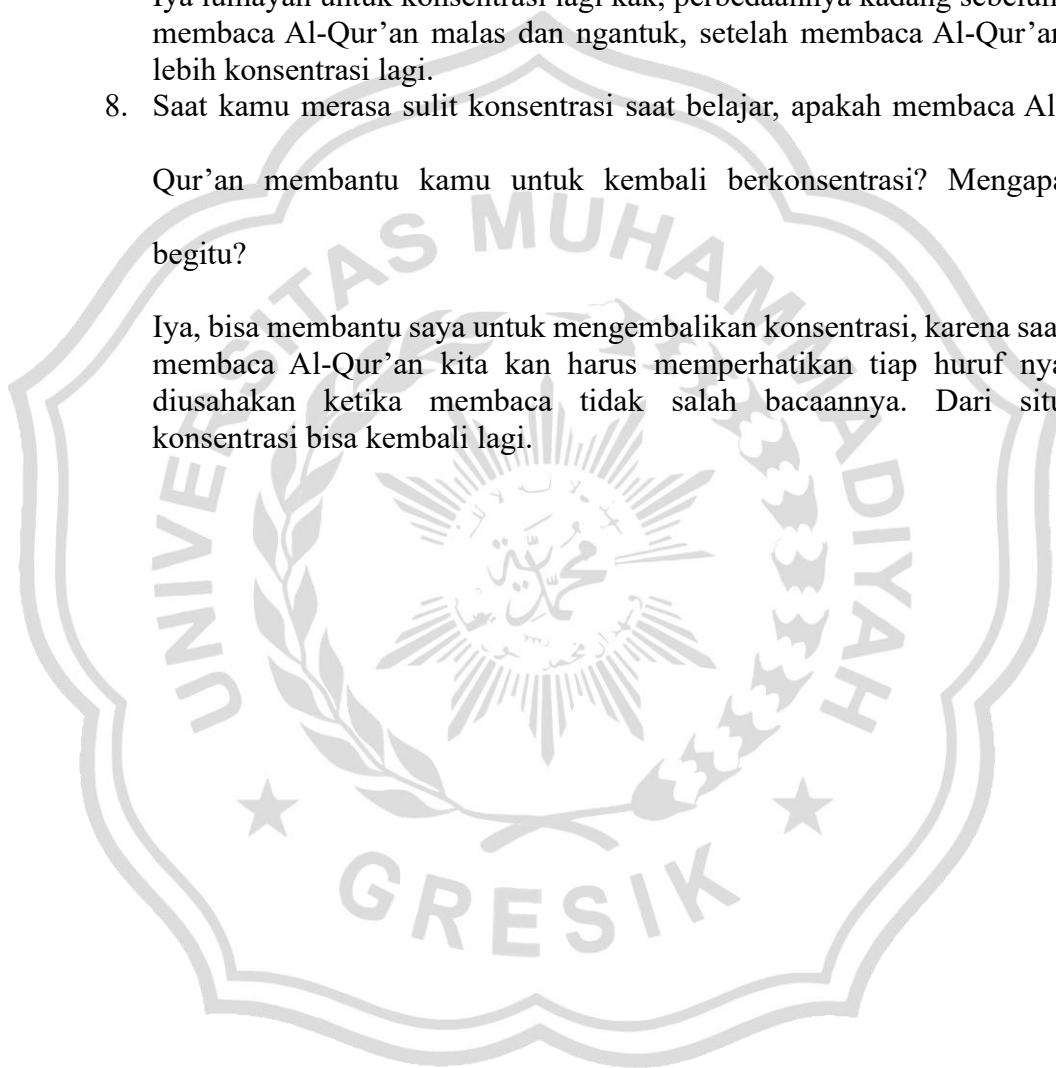 Iya lumayan untuk konsentrasi lagi kak, perbedaannya kadang sebelum
membaca Al-Qur’an malas dan ngantuk, setelah membaca Al-Qur’an
lebih konsentrasi lagi.
8. Saat kamu merasa sulit konsentrasi saat belajar, apakah membaca Al
Qur’an membantu kamu untuk kembali berkonsentrasi? Mengapa
begitu?
Iya, bisa membantu saya untuk mengembalikan konsentrasi, karena saa
membaca Al-Qur’an kita kan harus memperhatikan tiap huruf nya
diusahakan ketika membaca tidak salah bacaannya. Dari situ
konsentrasi bisa kembali lagi.
UNIVERSITAS MUHAMMADIYAH
GRESIK